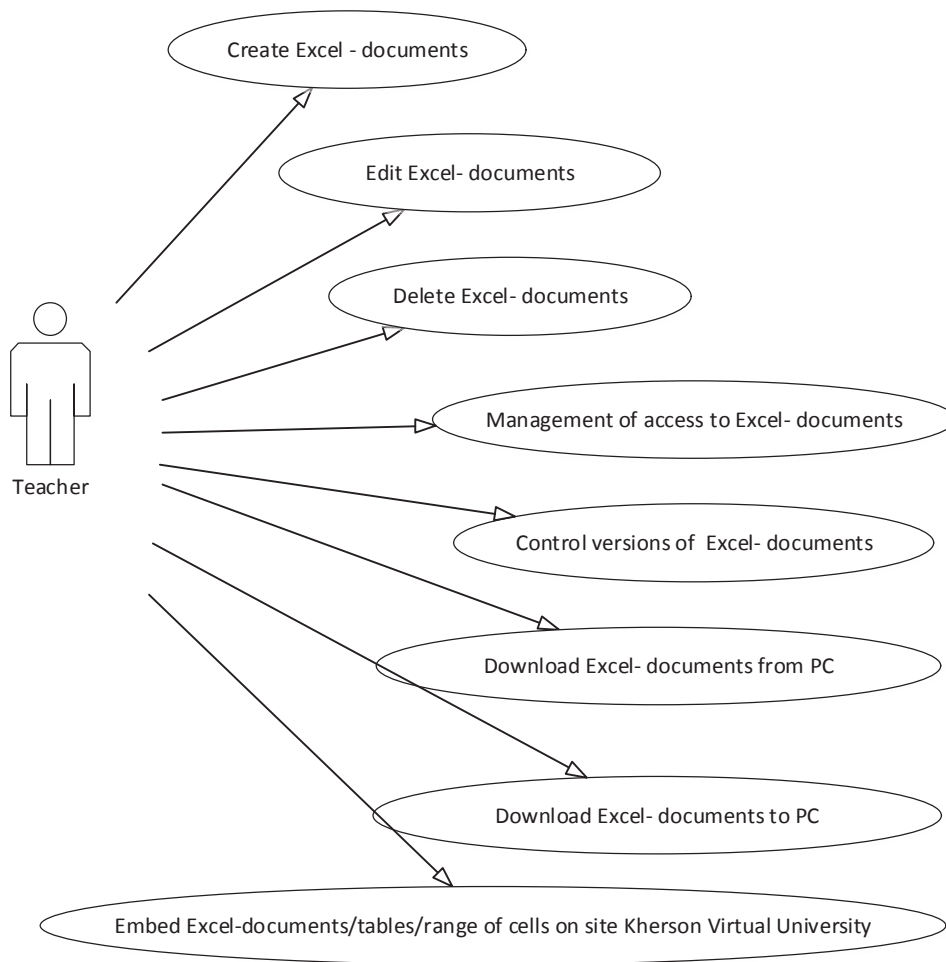 Create Excel - documents
Edit Excel- documents
Delete Excel- documents
Management of access to Excel- documents
Teacher
Control versions of  Excel- documents
Download Excel- documents from PC
Download Excel- documents to PC
Embed Excel-documents/tables/range of cells on site Kherson Virtual University